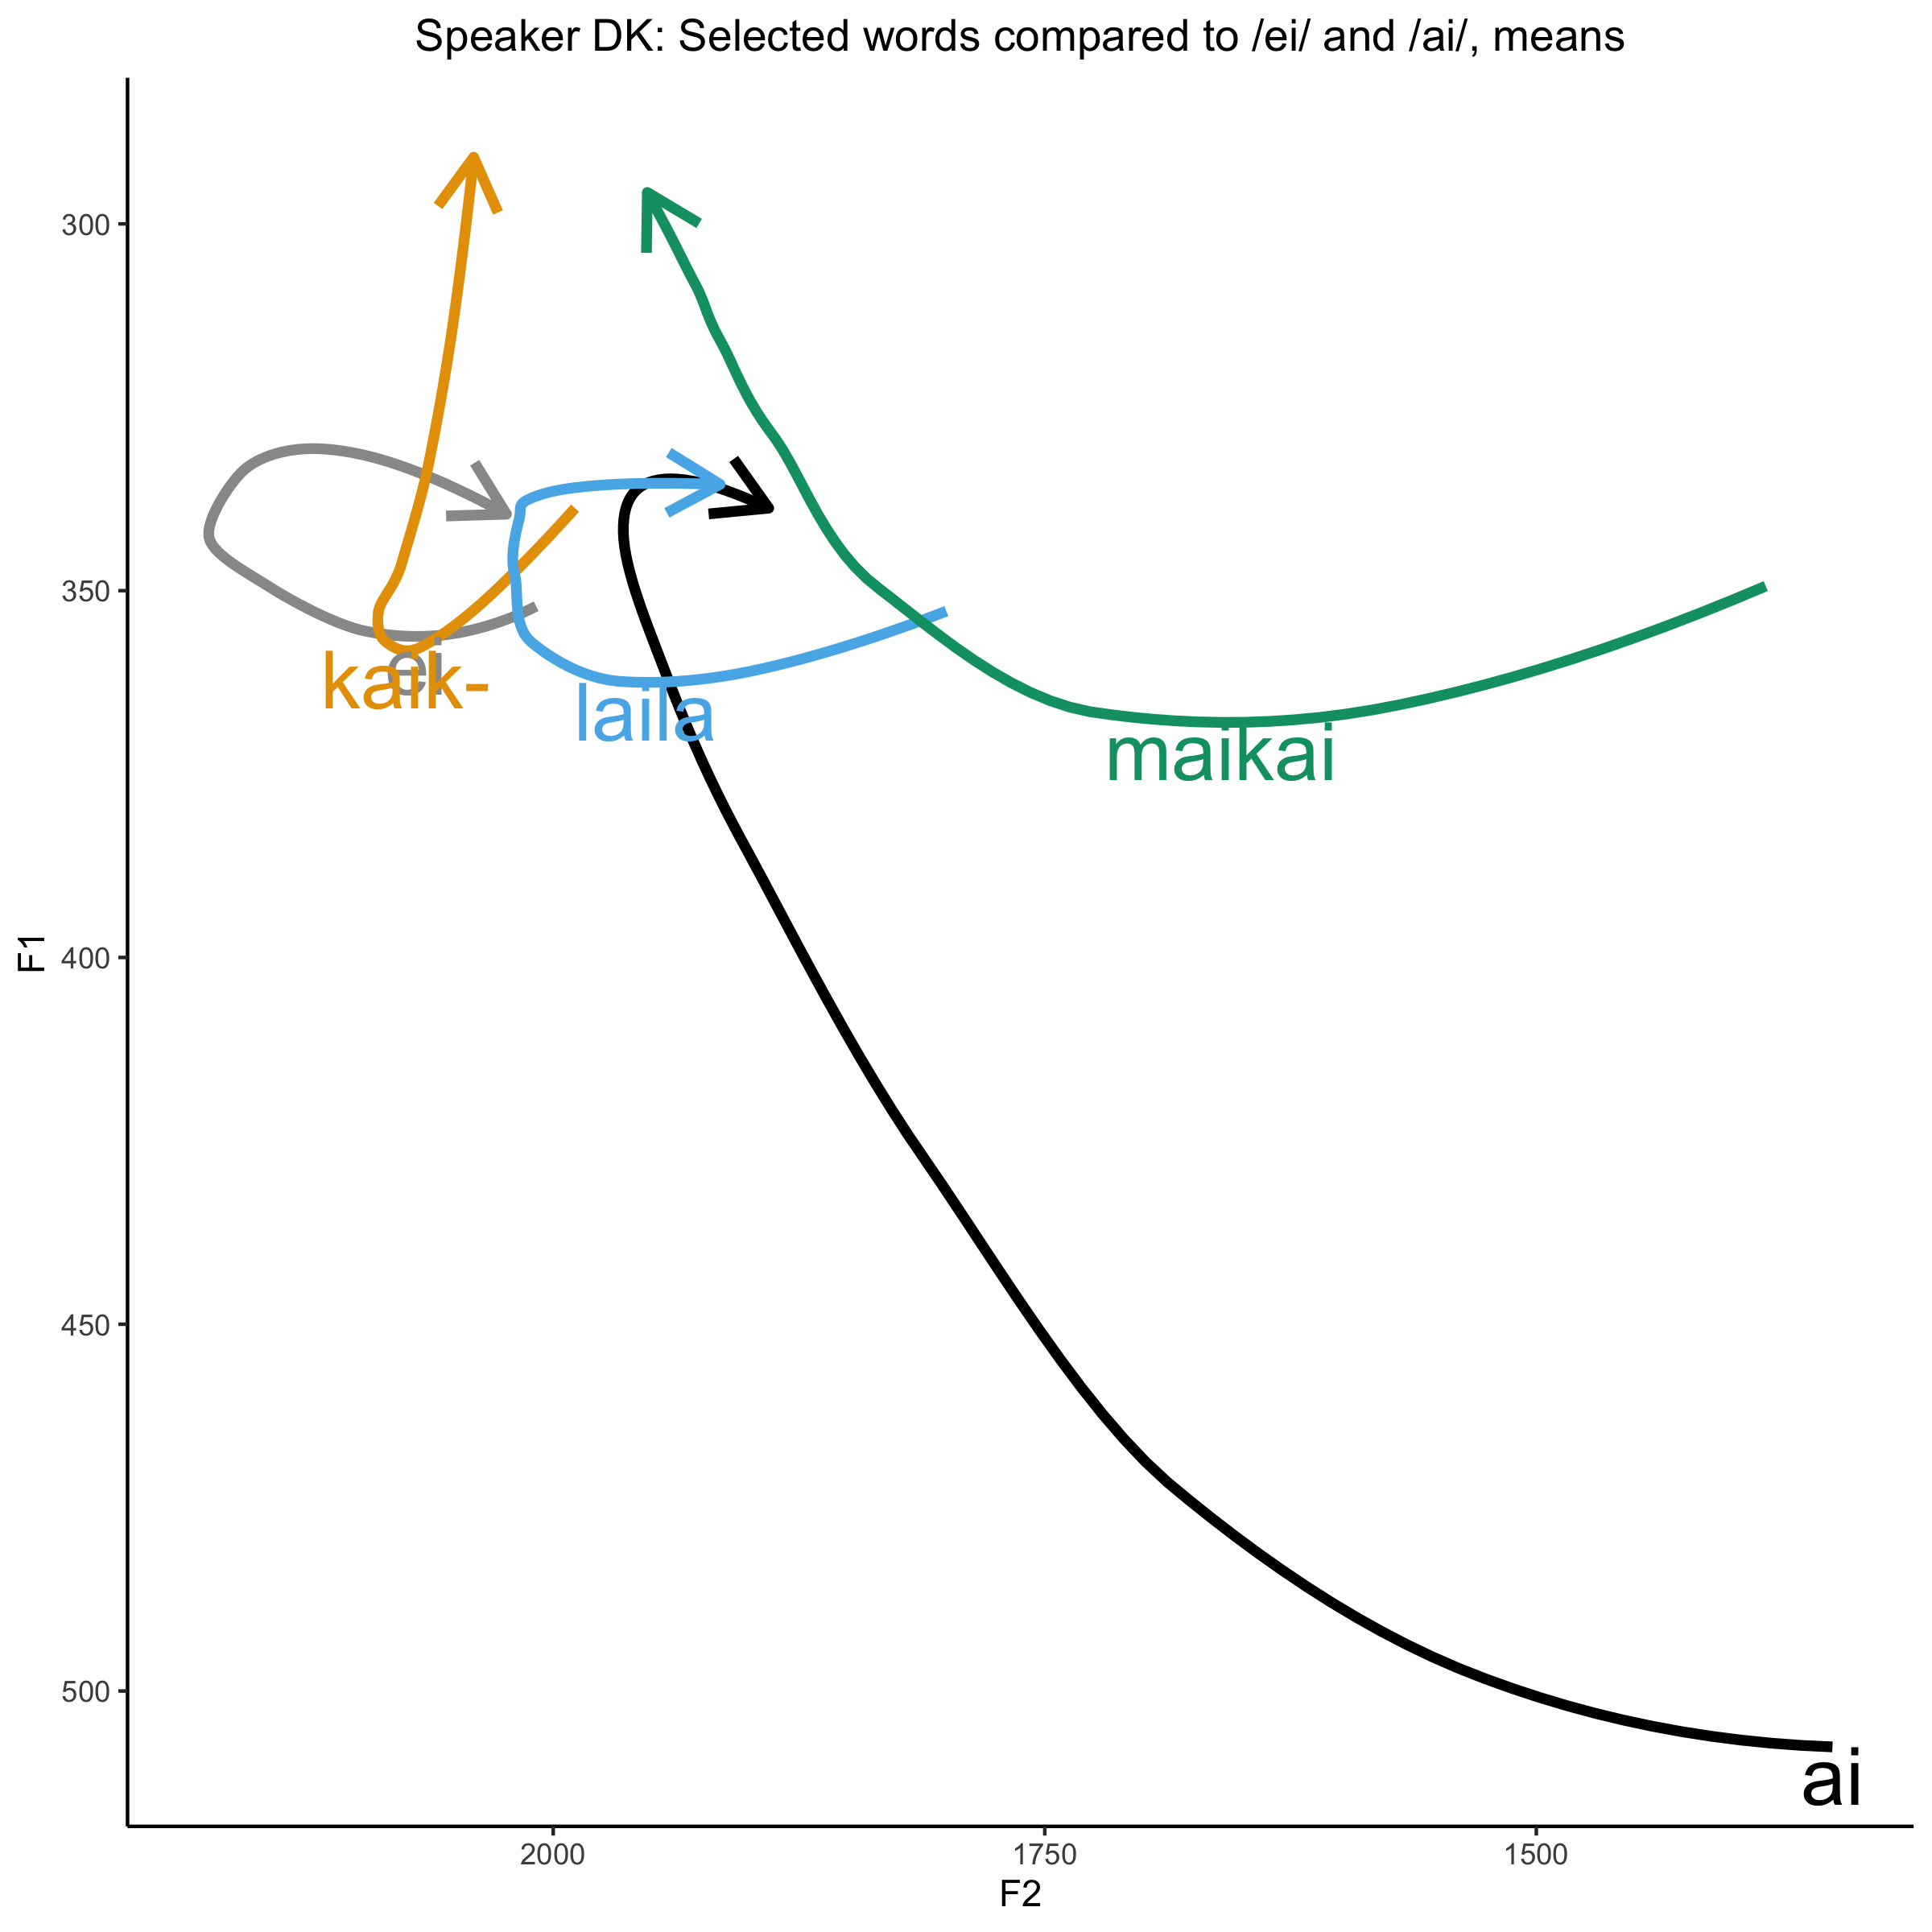 Speaker DK: Selected words compared to /ei/ and /ai/, means
F1
300
350
400
450
500
kaik-
ei
laila
maikai
ai
2000
1750
1500
F2